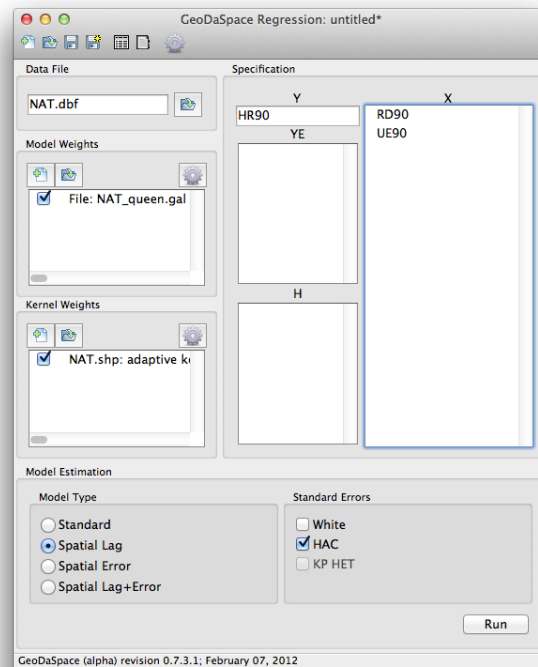 GeoDaSpace Regression: untitled*
Data File
NAT.dbf
Model Weights
File: NAT_queen.gal
Kernel Weights
NAT.shp: adaptive k
Specification
Y
HR90
YE
H
X
RD90
UE90
Model Estimation
Model Type
Standard
Spatial Lag
Spatial Error
Spatial Lag+Error
Standard Errors
White
HAC
KP HET
Run
GeoDaSpace (alpha) revision 0.7.3.1; February 07, 2012